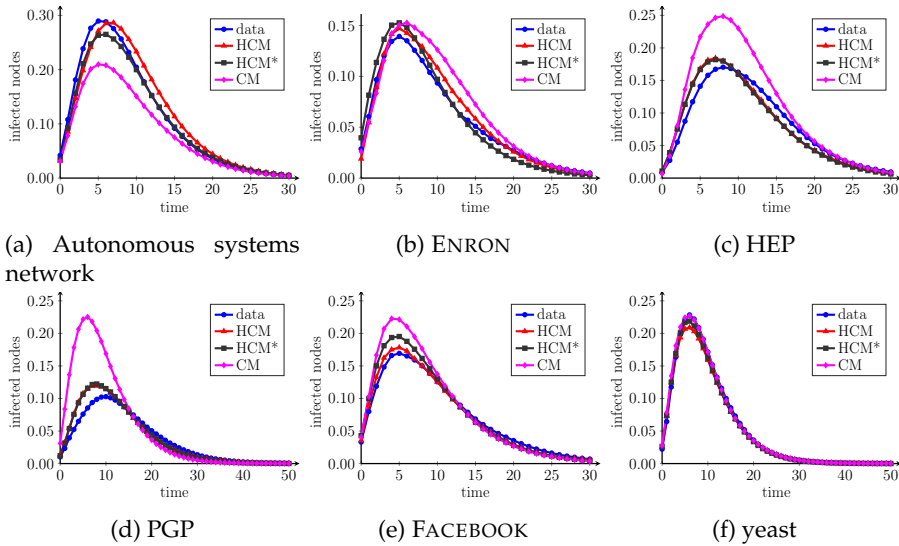 infected nodes
0.30
0.20
0.10
0.00
0 5 10 15 20 25 30
time
data
HCM
HCM*
CM
(a) Autonomous systems
network
infected nodes
0.15
0.10
0.05
0.00
0 5 10 15 20 25 30
time
data
HCM
HCM*
CM
(b) ENRON
infected nodes
0.25
0.20
0.15
0.10
0.05
0.00
0 5 10 15 20 25 30
time
data
HCM
HCM*
CM
(c) HEP
infected nodes
0.25
0.20
0.15
0.10
0.05
0.00
0 10 20 30 40 50
time
data
HCM
HCM*
CM
(d) PGP
infected nodes
0.25
0.20
0.15
0.10
0.05
0.00
0 5 10 15 20 25 30
time
data
HCM
HCM*
CM
(e) FACEBOOK
infected nodes
0.25
0.20
0.15
0.10
0.05
0.00
0 10 20 30 40 50
time
data
HCM
HCM*
CM
(f) yeast